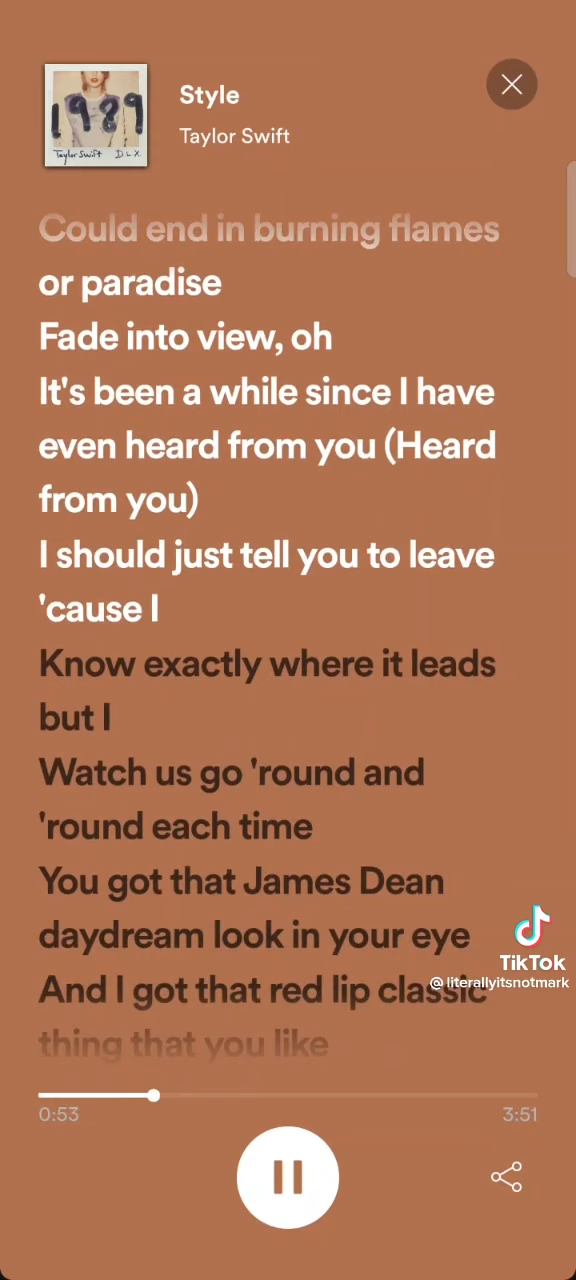 1989
Taylor Swift D L X
Style
Taylor Swift
Could end in burning flames
or paradise
Fade into view, oh
It's been a while since I have
even heard from you (Heard
from you)
I should just tell you to leave
'cause I
Know exactly where it leads
but I
Watch us go 'round and
'round each time
You got that James Dean
daydream look in your eye
And I got that red lip classic
thing that you like
TikTok
@literallyitsnotmark
0:53
3:51